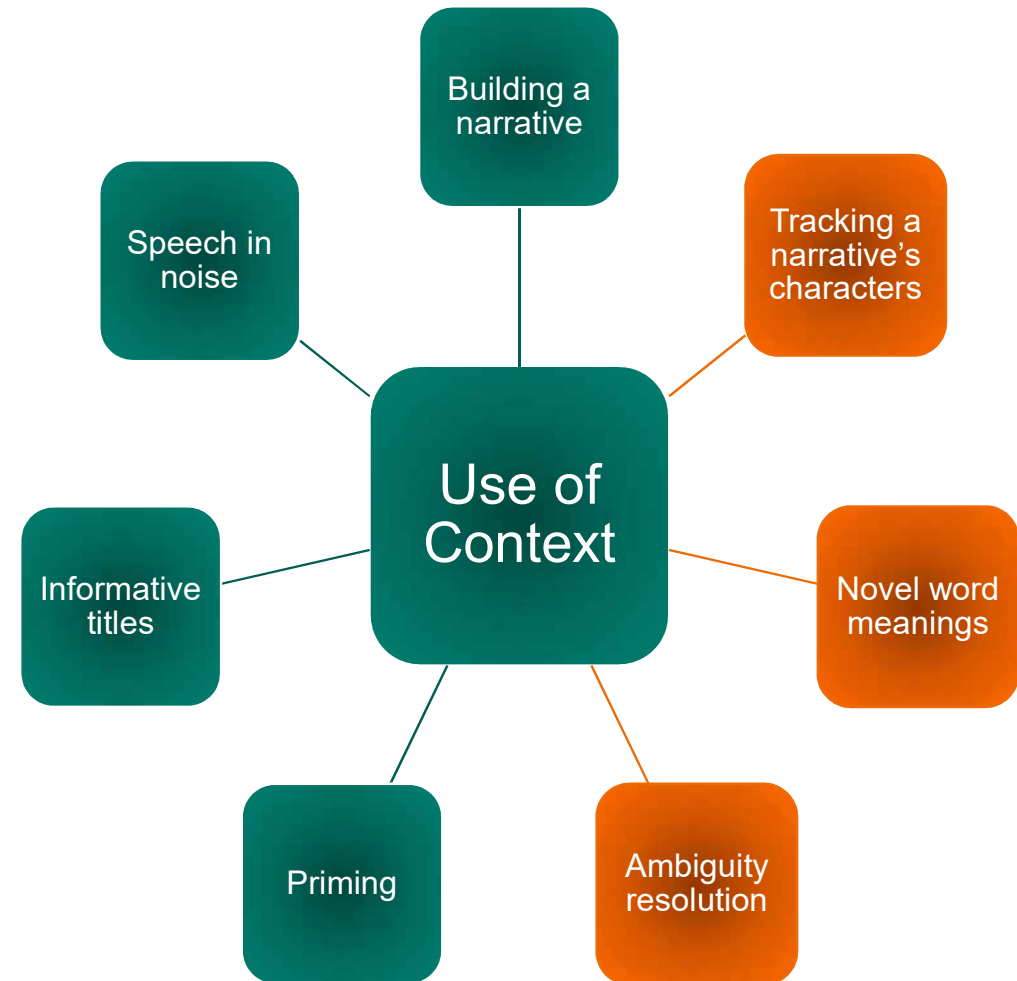 Building a
narrative
Tracking a
narrative’s
characters
Speech in
noise
Use of
Context
Informative
titles
Novel word
meanings
Priming
Ambiguity
resolution